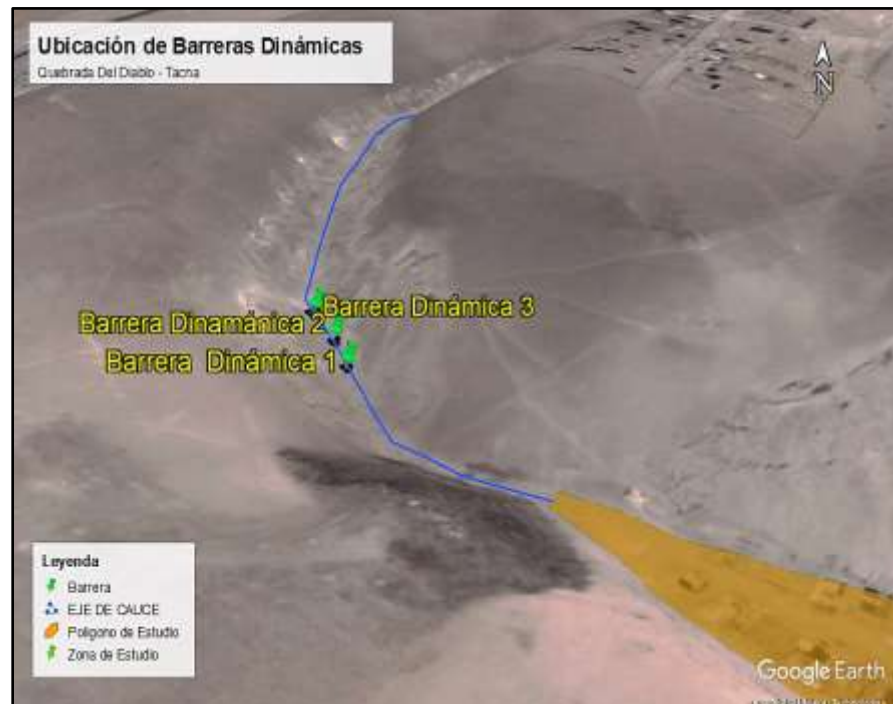 Ubicación de Barreras Dinámicas
Quebrada Del Diablo - Tacna
N
Barrera Dinámica 3
Barrera Dinamánica 2
Barrera Dinámica 1
Leyenda
Barrera
EJE DE CAUCE
Polígono de Estudio
Zona de Estudio
Google Earth